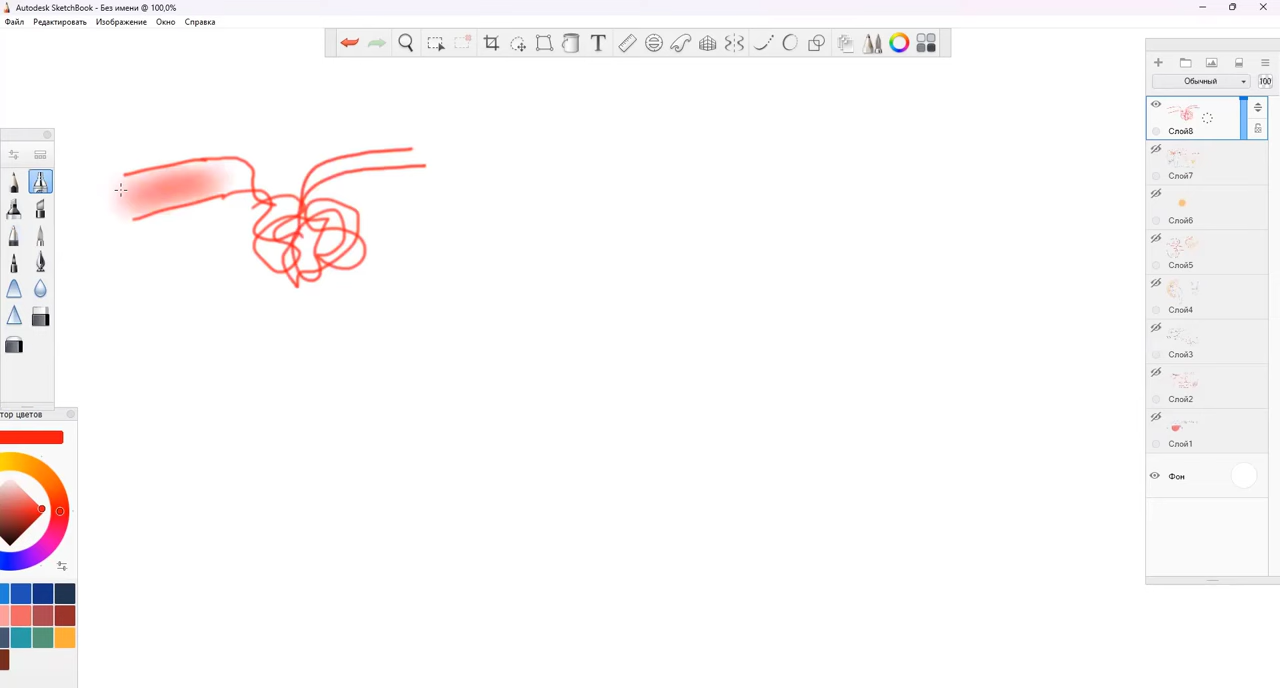 Autodesk SketchBook - Без имени @ 100,0%
Файл Редактировать Изображение Окно Справка
T
Обычный 100
Слой8
Слой7
Слой6
Слой5
Слой4
Слой3
Слой2
Слой1
Фон
тор цветов